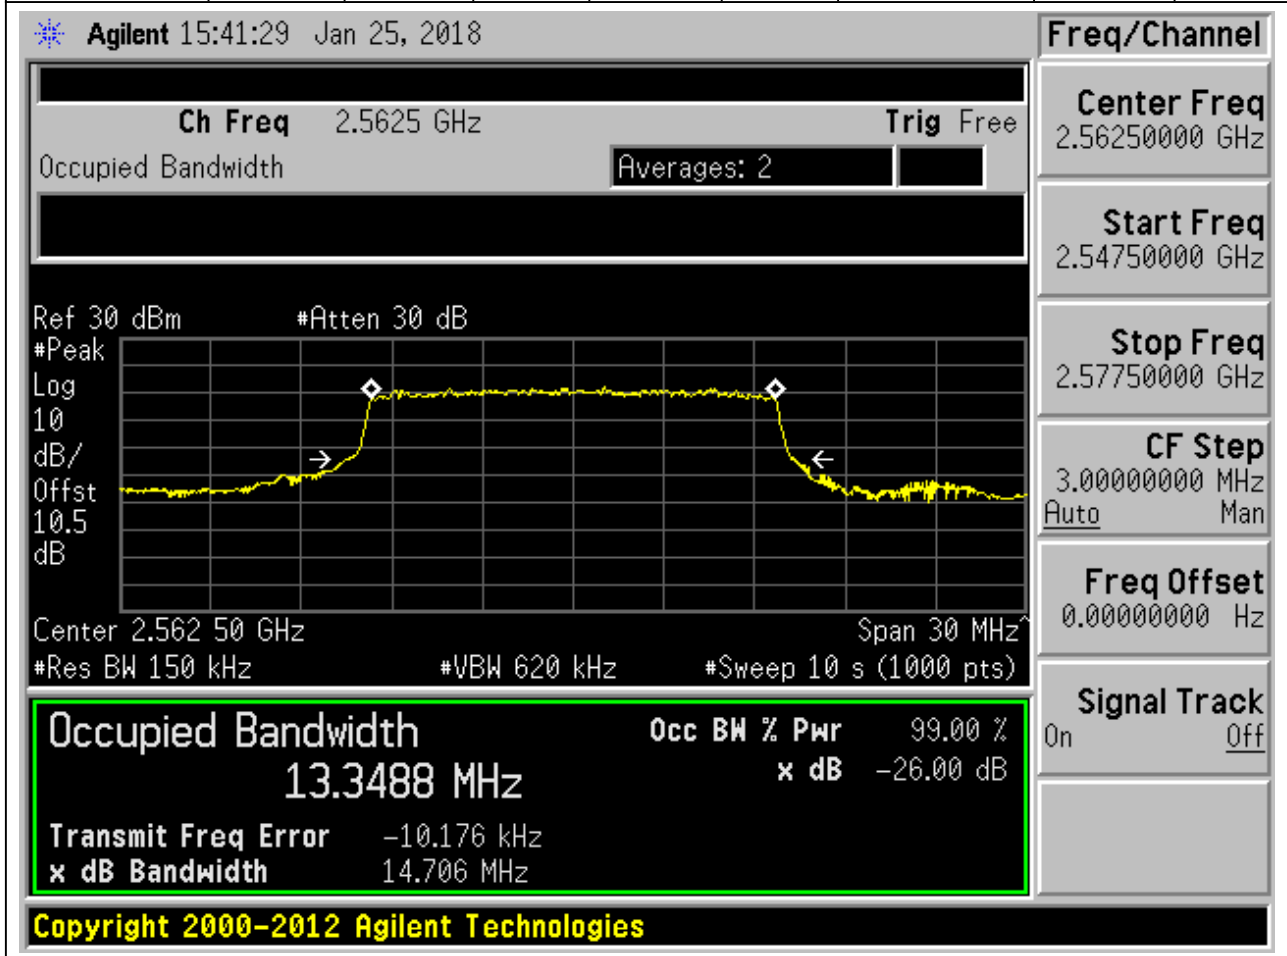 Agilent 15:41:29 Jan 25, 2018
Freq/Channel
Ch Freq 2.5625 GHz Trig Free
Occupied Bandwidth Averages: 2
Center Freq
2.56250000 GHz
Start Freq
2.54750000 GHz
Stop Freq
2.57750000 GHz
CF Step
3.00000000 MHz
Auto Man
Freq Offset
0.00000000 Hz
Signal Track
On Off
Ref 30 dBm #Atten 30 dB
#Peak
Log
10
dB/
Offst
10.5
dB
Center 2.562 50 GHz Span 30 MHz^
#Res BW 150 kHz #VBW 620 kHz #Sweep 10 s (1000 pts)
Occupied Bandwidth Occ BW % Pwr 99.00 %
13.3488 MHz x dB -26.00 dB
Transmit Freq Error -10.176 kHz
x dB Bandwidth 14.706 MHz
Copyright 2000-2012 Agilent Technologies